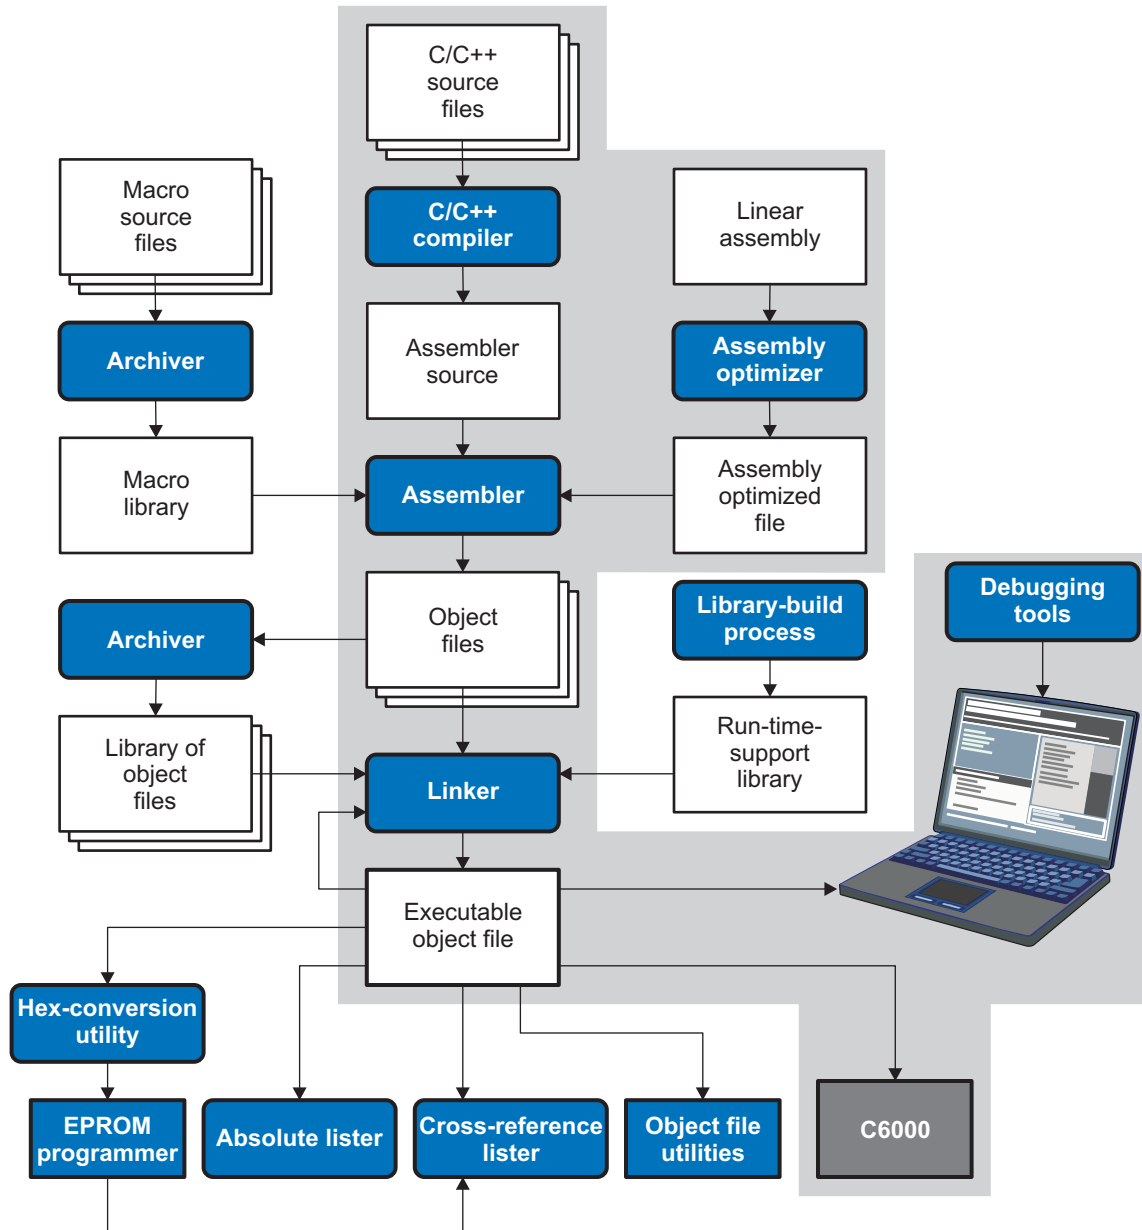 C/C++
source
files
Macro
source
files
C/C++
compiler
Linear
assembly
Archiver
Assembler
source
Assembly
optimizer
Macro
library
Assembler
Assembly
optimized
file
Archiver
Object
files
Library-build
process
Debugging
tools
Library of
object
files
Linker
Run-time-
support
library
Executable
object file
Hex-conversion
utility
EPROM
programmer
Absolute lister
Cross-reference
lister
Object file
utilities
C6000